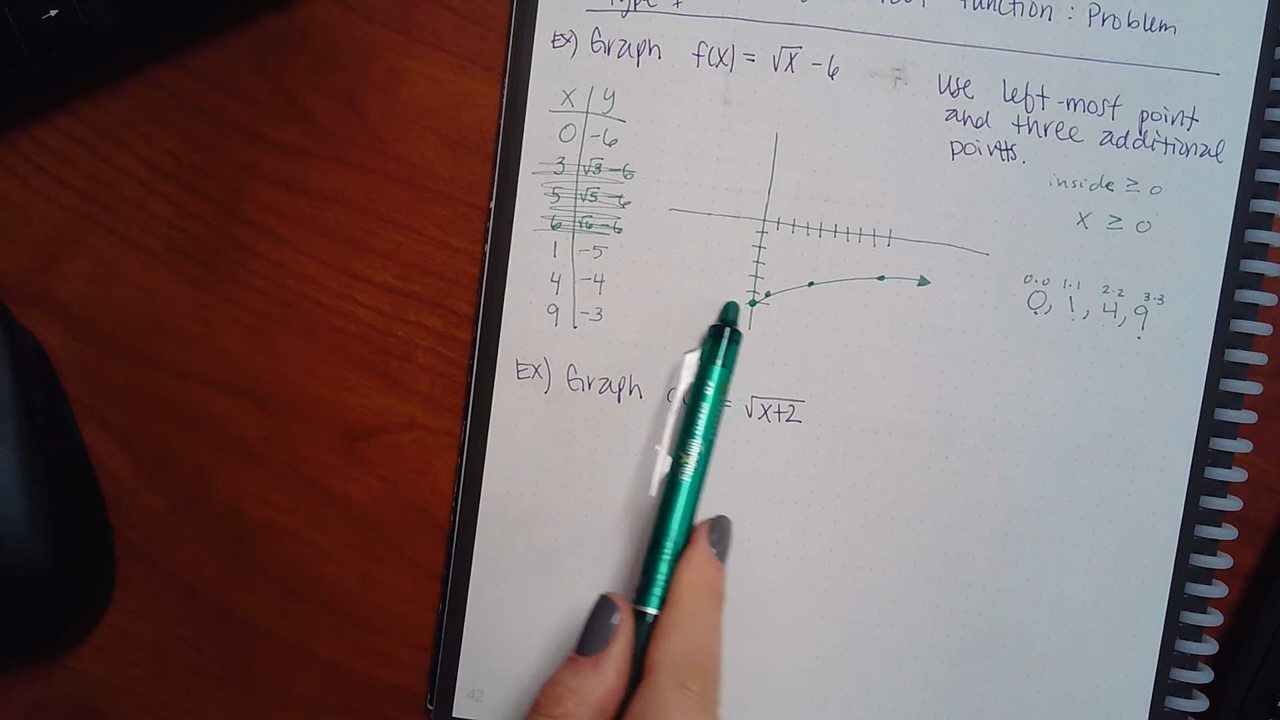 Type
function : Problem
Ex) Graph f(x) = √x - 6
Use left-most point
and three additional
points.
inside ≥ 0
x ≥ 0
x | y
0 | -6
3 | √3 - 6
5 | √5 - 6
6 | √6 - 6
1 | -5
4 | -4
9 | -3
0·0 1·1 2·2 3·3
0, 1, 4, 9
Ex) Graph = √x+2
42